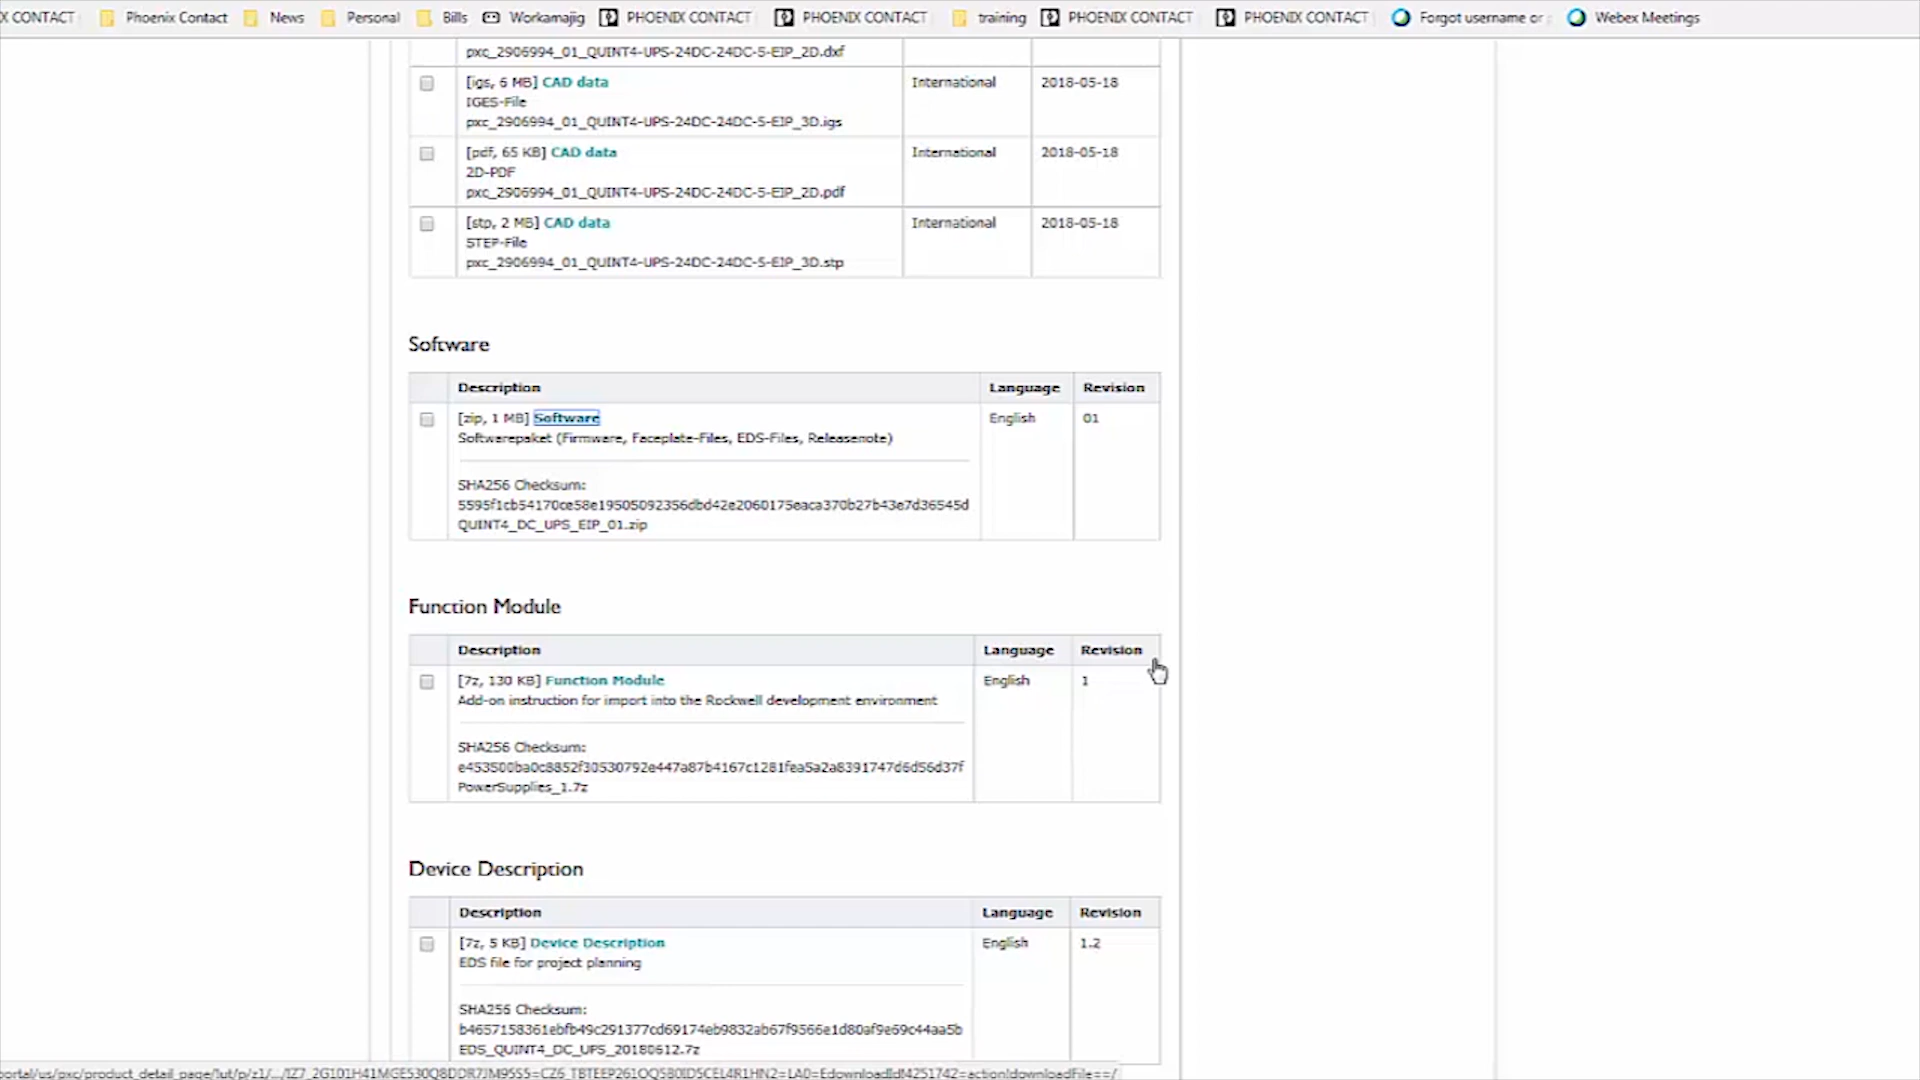 X CONTACT Phoenix Contact News Personal Bills Workamajig PHOENIX CONTACT PHOENIX CONTACT training PHOENIX CONTACT PHOENIX CONTACT Forgot username or Webex Meetings
pxc_2906994_01_QUINT4-UPS-24DC-24DC-5-EIP_2D.dxf
[igs, 6 MB] CAD data International 2018-05-18
IGES-File
pxc_2906994_01_QUINT4-UPS-24DC-24DC-5-EIP_3D.igs
[pdf, 65 KB] CAD data International 2018-05-18
2D-PDF
pxc_2906994_01_QUINT4-UPS-24DC-24DC-5-EIP_2D.pdf
[stp, 2 MB] CAD data International 2018-05-18
STEP-File
pxc_2906994_01_QUINT4-UPS-24DC-24DC-5-EIP_3D.stp
Software
Description Language Revision
[zip, 1 MB] Software English 01
Softwarepaket (Firmware, Faceplate-Files, EDS-Files, Releasenote)
SHA256 Checksum:
5595f1cb54170ce58e19505092356dbd42e2060175eaca370b27b43e7d36545d
QUINT4_DC_UPS_EIP_01.zip
Function Module
Description Language Revision
[7z, 130 KB] Function Module English 1
Add-on instruction for import into the Rockwell development environment
SHA256 Checksum:
e453500ba0c8852f30530792e447a87b4167c1281fea5a2a8391747d6d56d37f
PowerSupplies_1.7z
Device Description
Description Language Revision
[7z, 5 KB] Device Description English 1.2
EDS file for project planning
SHA256 Checksum:
b4657158361ebfb49c291377cd69174eb9832ab67f9566e1d80af9e69c44aa5b
EDS_QUINT4_DC_UPS_20180612.7z